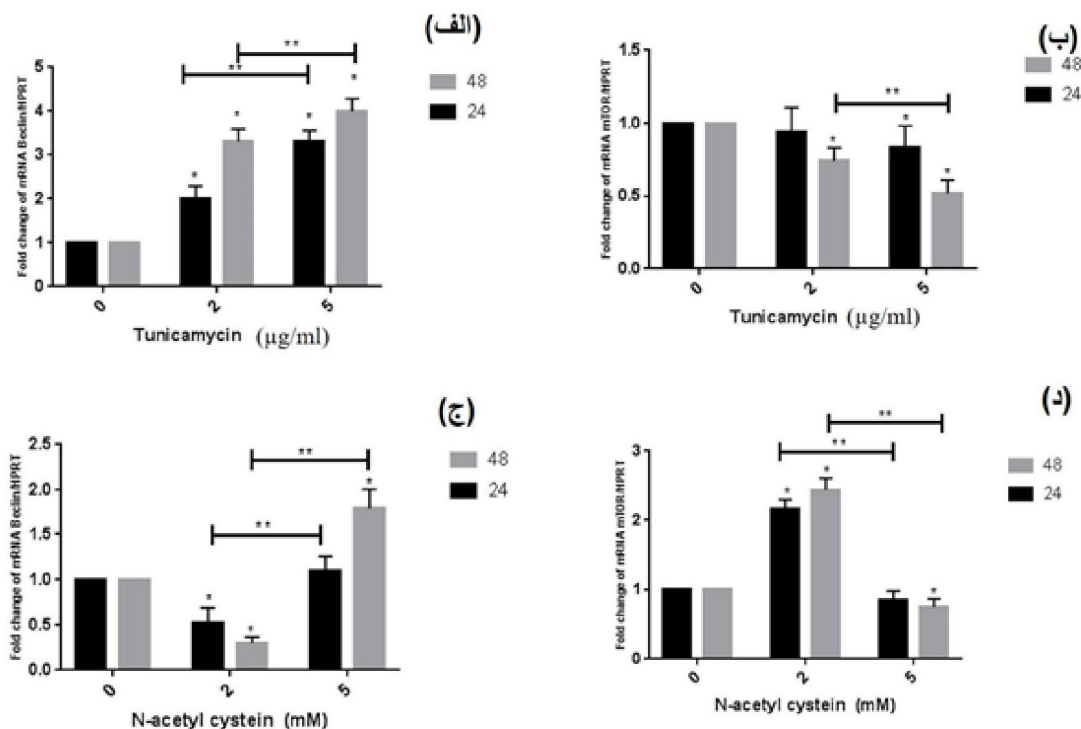 (الف)
**
**
5
4
3
2
1
0
* * * *
48
24
Fold change of mRNA Beclin/HPRT
0 2 5
Tunicamycin (µg/ml)
(ب)
1.5
1.0
0.5
0.0
**
* * *
48
24
Fold change of mRNA mTOR/HPRT
0 2 5
Tunicamycin (µg/ml)
(ج)
2.5
2.0
1.5
1.0
0.5
0.0
**
**
* * *
48
24
Fold change of mRNA Beclin/HPRT
0 2 5
N-acetyl cystein (mM)
(د)
3
2
1
0
**
**
* * *
48
24
Fold change of mRNA mTOR/HPRT
0 2 5
N-acetyl cystein (mM)